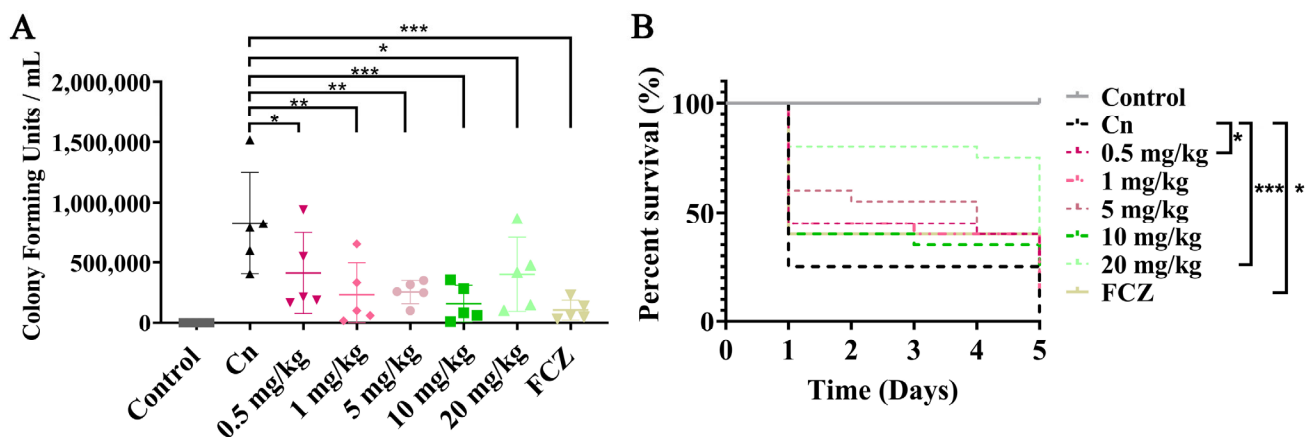 A
Colony Forming Units / mL
2,000,000
1,500,000
1,000,000
500,000
0
Control
Cn
0.5 mg/kg
1 mg/kg
5 mg/kg
10 mg/kg
20 mg/kg
FCZ
***
*
***
**
**
*
B
Percent survival (%)
100
50
0
0 1 2 3 4 5
Time (Days)
Control
Cn
0.5 mg/kg
1 mg/kg
5 mg/kg
10 mg/kg
20 mg/kg
FCZ
*
***
*